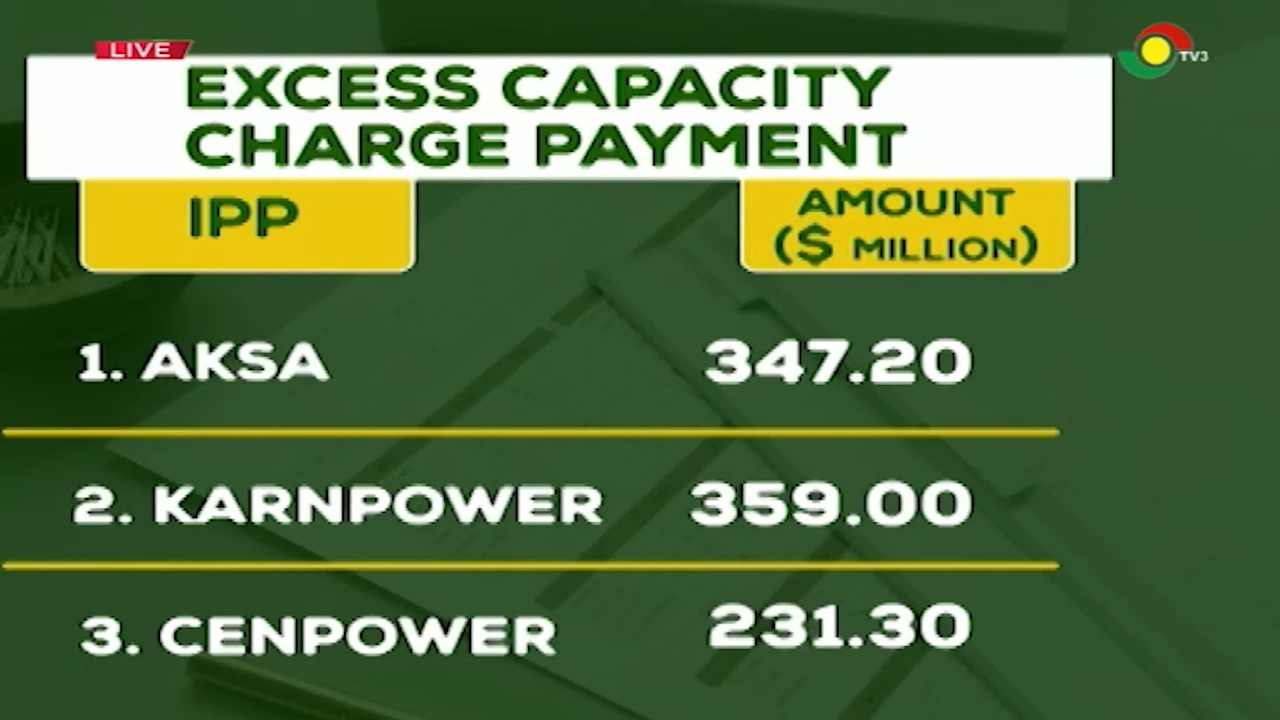 LIVE
TV3
EXCESS CAPACITY
CHARGE PAYMENT
IPP
AMOUNT
($ MILLION)
1. AKSA
347.20
2. KARNPOWER
359.00
3. CENPOWER
231.30